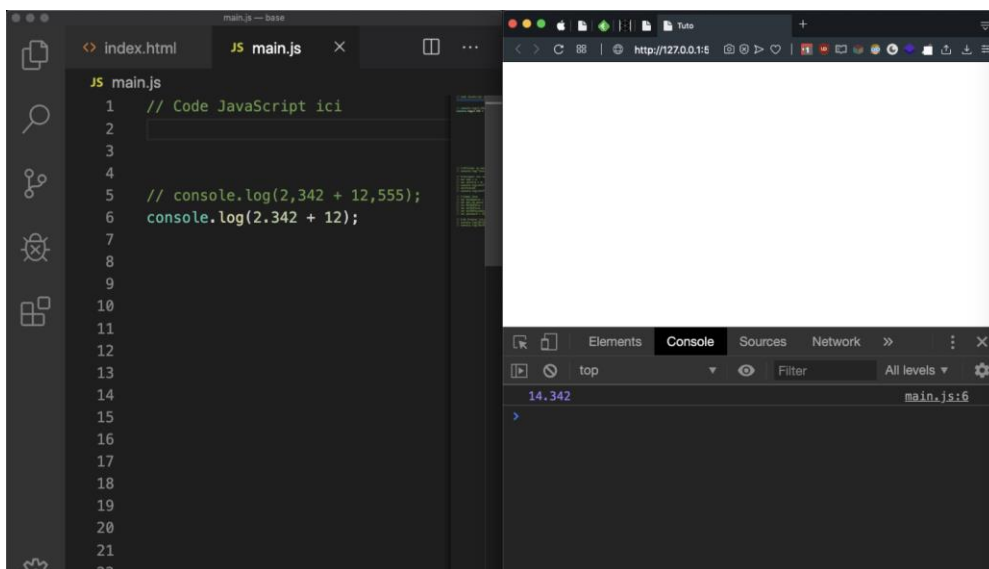 main.js — base
index.html
JS main.js
JS main.js
1 // Code JavaScript ici
2
3
4
5 // console.log(2,342 + 12,555);
6 console.log(2.342 + 12);
7
8
9
10
11
12
13
14
15
16
17
18
19
20
21
Tuto
http://127.0.0.1:5
Elements Console Sources Network
top Filter All levels
14.342 main.js:6